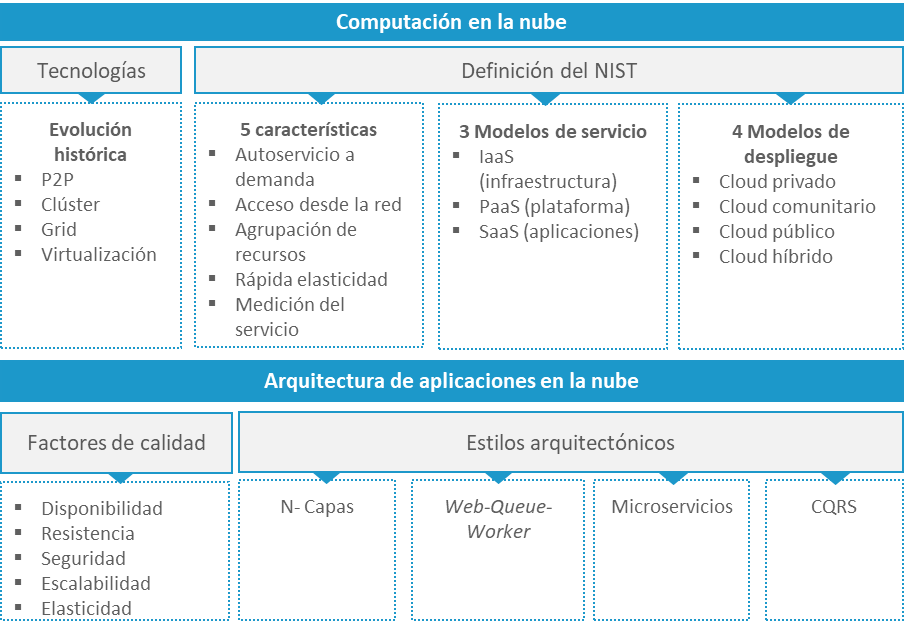 Computación en la nube
Tecnologías
Definición del NIST
Evolución
histórica
▪ P2P
▪ Clúster
▪ Grid
▪ Virtualización
5 características
▪ Autoservicio a
demanda
▪ Acceso desde la red
▪ Agrupación de
recursos
▪ Rápida elasticidad
▪ Medición del
servicio
3 Modelos de servicio
▪ IaaS
(infraestructura)
▪ PaaS (plataforma)
▪ SaaS (aplicaciones)
4 Modelos de
despliegue
▪ Cloud privado
▪ Cloud comunitario
▪ Cloud público
▪ Cloud híbrido
Arquitectura de aplicaciones en la nube
Factores de calidad
Estilos arquitectónicos
▪ Disponibilidad
▪ Resistencia
▪ Seguridad
▪ Escalabilidad
▪ Elasticidad
N- Capas
Web-Queue-
Worker
Microservicios
CQRS